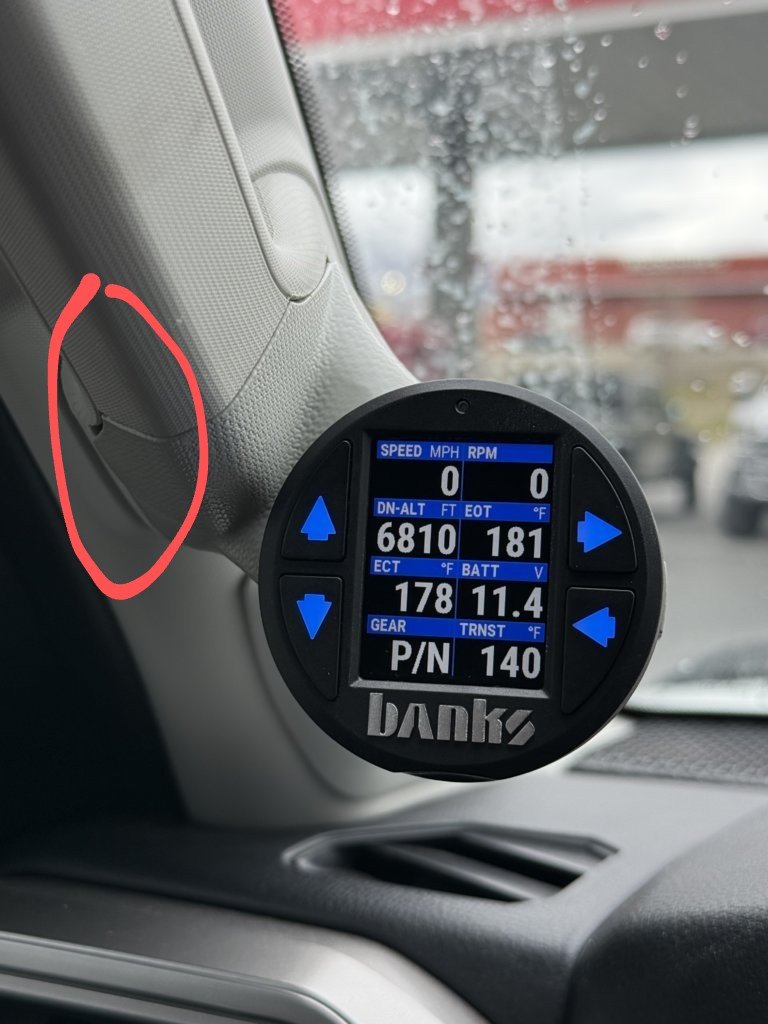 SPEED MPH RPM
0 0
DN-ALT FT EOT °F
6810 181
ECT °F BATT V
178 11.4
GEAR TRNST °F
P/N 140
banks